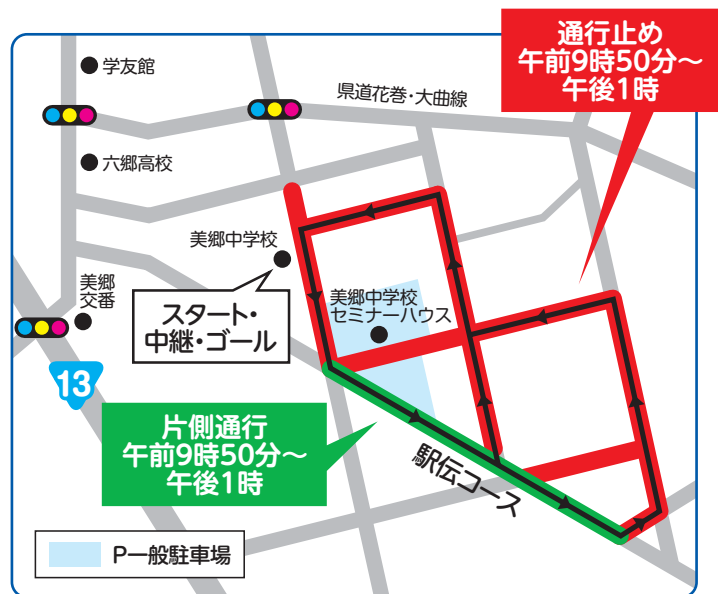 通行止め
午前9時50分～
午後1時
学友館
県道花巻・大曲線
六郷高校
美郷中学校
美郷
交番
スタート・
中継・ゴール
美郷中学校
セミナーハウス
13
片側通行
午前9時50分～
午後1時
駅伝コース
P一般駐車場